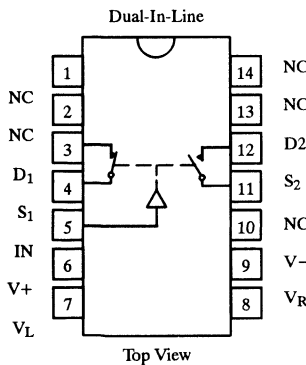 Dual-In-Line
1
14
NC
NC
2
13
NC
NC
3
12
D2
D1
4
11
S2
S1
5
10
NC
IN
6
9
V−
V+
7
8
VR
VL
Top View